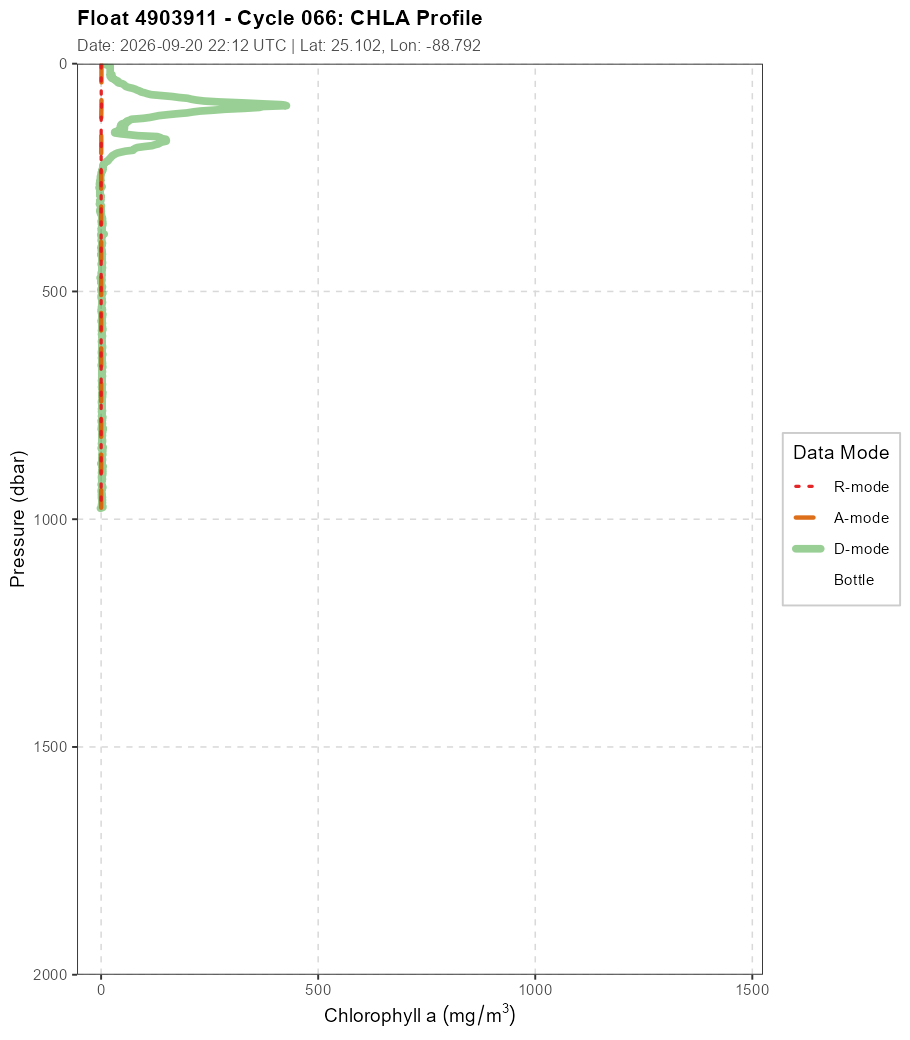 Float 4903911 - Cycle 066: CHLA Profile
Date: 2026-09-20 22:12 UTC | Lat: 25.102, Lon: -88.792
0
500
1000
1500
2000
Pressure (dbar)
0 500 1000 1500
Chlorophyll a (mg/m³)
Data Mode
R-mode
A-mode
D-mode
Bottle